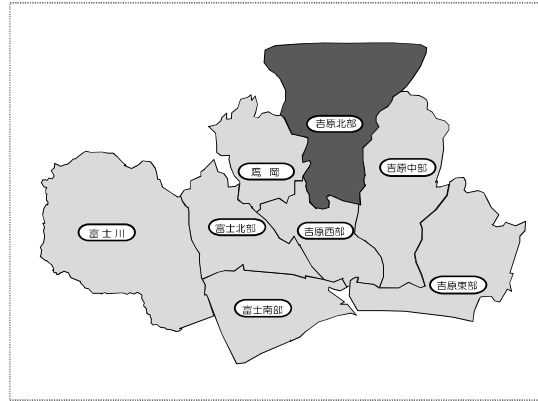 吉原北部
吉原中部
鷹岡
富士川
富士北部
吉原西部
吉原東部
富士南部